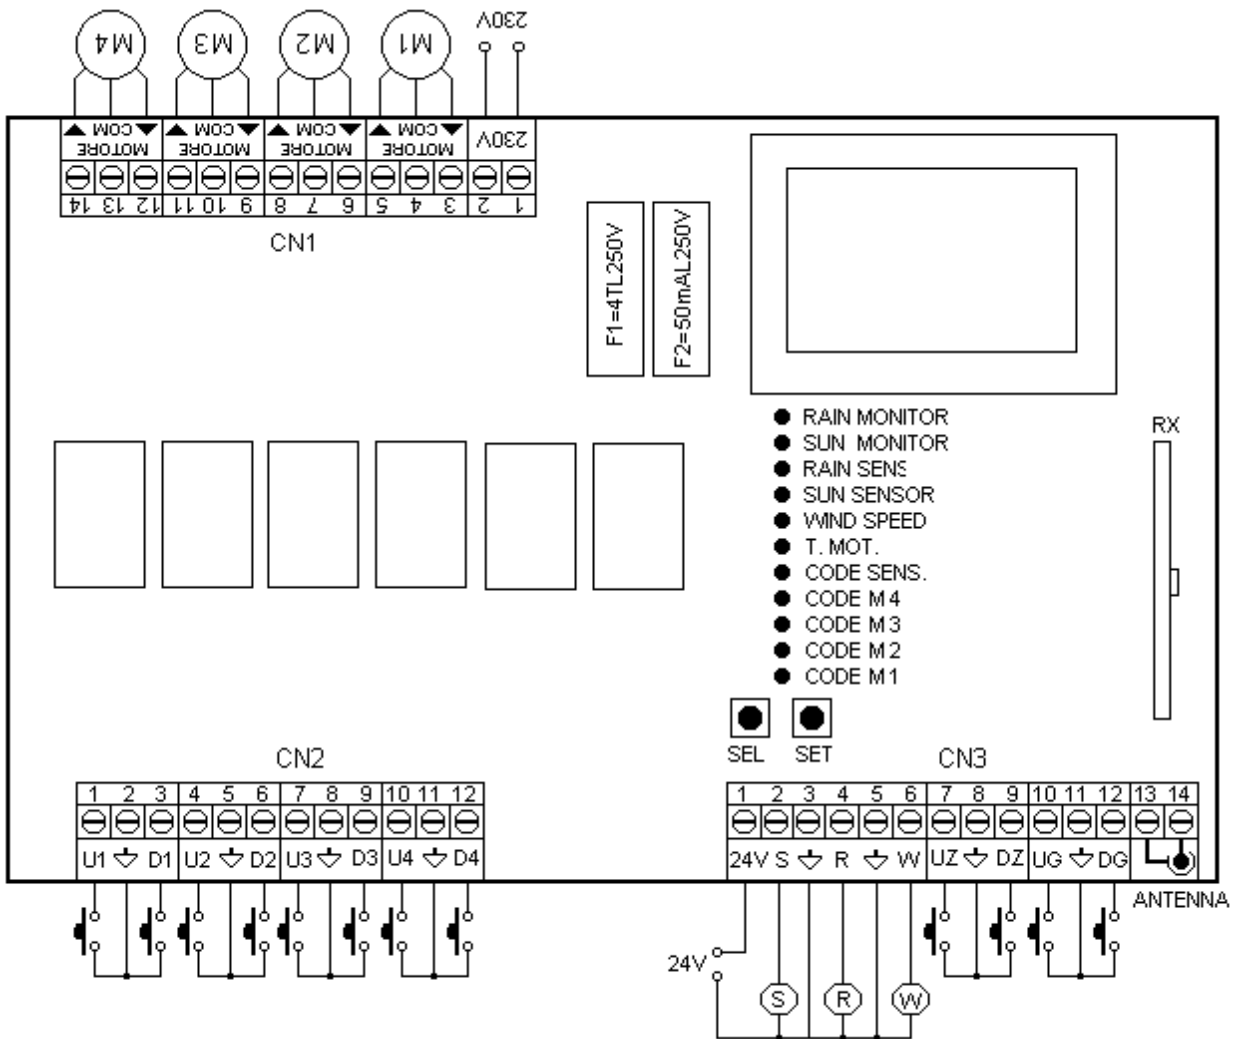 M4 M3 M2 M1 230V
COM COM COM COM
MOTORE MOTORE MOTORE MOTORE 230V
14 13 12 11 10 9 8 7 6 5 4 3 2 1
CN1
F1=4TL250V
F2=50mAL250V
RAIN MONITOR
SUN MONITOR
RAIN SENS
SUN SENSOR
WIND SPEED
T. MOT.
CODE SENS.
CODE M4
CODE M3
CODE M2
CODE M1
RX
SEL SET
CN2
1 2 3 4 5 6 7 8 9 10 11 12
U1 D1 U2 D2 U3 D3 U4 D4
CN3
1 2 3 4 5 6 7 8 9 10 11 12 13 14
24V S R W UZ DZ UG DG
ANTENNA
24V
S R W